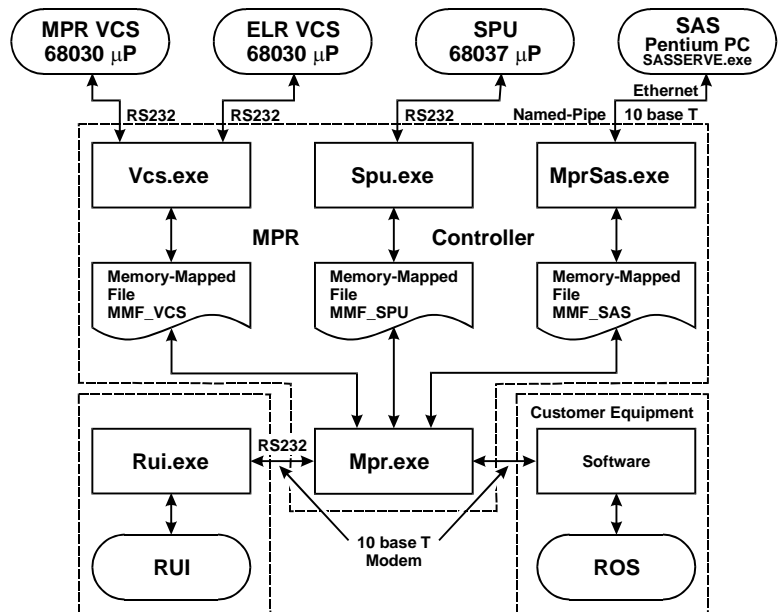 MPR VCS
68030 μP
ELR VCS
68030 μP
SPU
68037 μP
SAS
Pentium PC
SASSERVE.exe
Ethernet
RS232
RS232
RS232
Named-Pipe
10 base T
Vcs.exe
Spu.exe
MprSas.exe
MPR
Controller
Memory-Mapped
File
MMF_VCS
Memory-Mapped
File
MMF_SPU
Memory-Mapped
File
MMF_SAS
Customer Equipment
Rui.exe
RS232
Mpr.exe
Software
10 base T
Modem
RUI
ROS